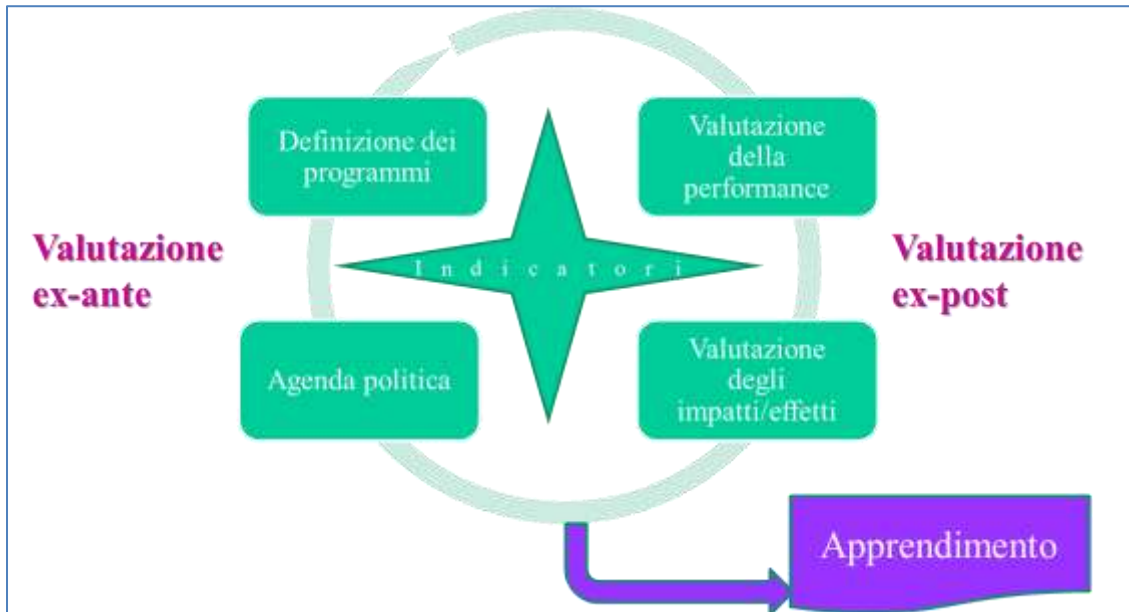 Definizione dei
programmi
Valutazione
della
performance
Valutazione
ex-ante
Indicatori
Valutazione
ex-post
Agenda politica
Valutazione
degli
impatti/effetti
Apprendimento